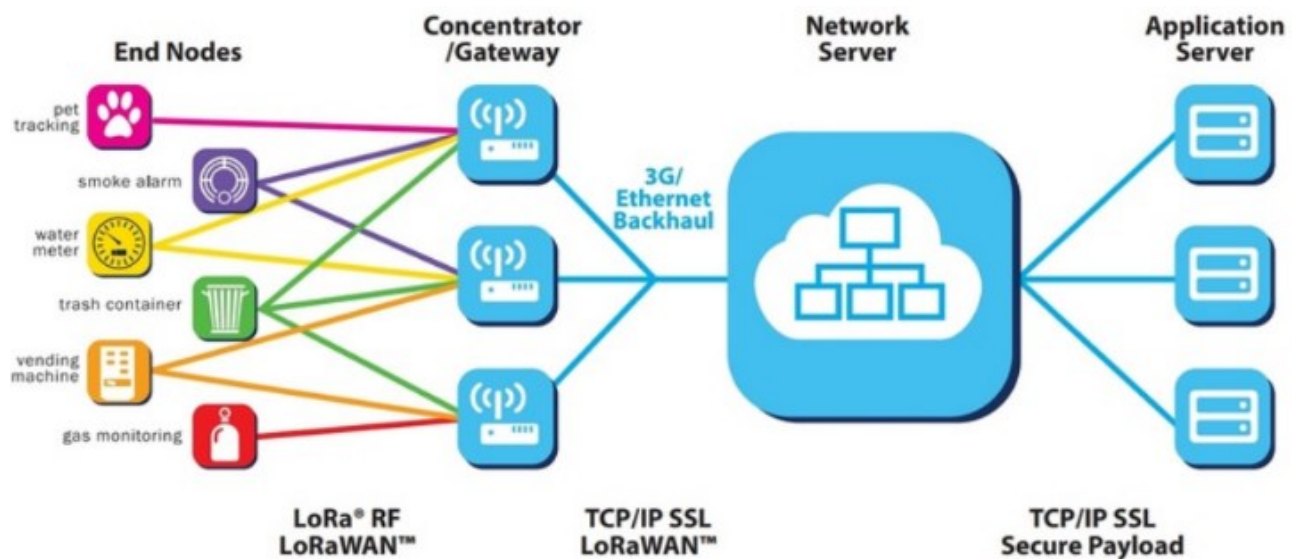 End Nodes
Concentrator
/Gateway
Network
Server
Application
Server
pet
tracking
smoke alarm
water
meter
trash container
vending
machine
gas monitoring
3G/
Ethernet
Backhaul
LoRa® RF
LoRaWAN™
TCP/IP SSL
LoRaWAN™
TCP/IP SSL
Secure Payload